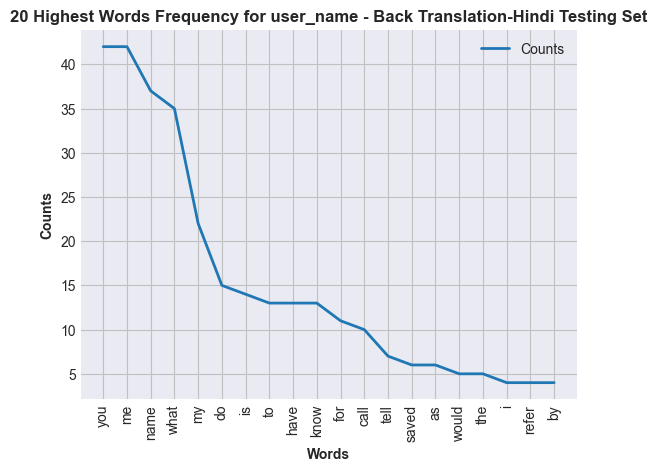 20 Highest Words Frequency for user_name - Back Translation-Hindi Testing Set
Counts
Counts
40
35
30
25
20
15
10
5
you
me
name
what
my
do
is
to
have
know
for
call
tell
saved
as
would
the
i
refer
by
Words